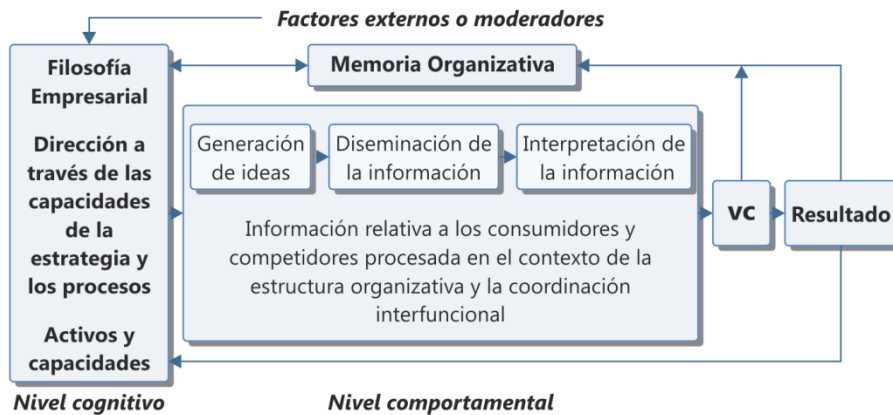 Factores externos o moderadores
Filosofía
Empresarial
Dirección a
través de las
capacidades
de la
estrategia y
los procesos
Activos y
capacidades
Memoria Organizativa
Generación
de ideas
Diseminación de
la información
Interpretación de
la información
Información relativa a los consumidores y
competidores procesada en el contexto de la
estructura organizativa y la coordinación
interfuncional
VC
Resultado
Nivel cognitivo
Nivel comportamental